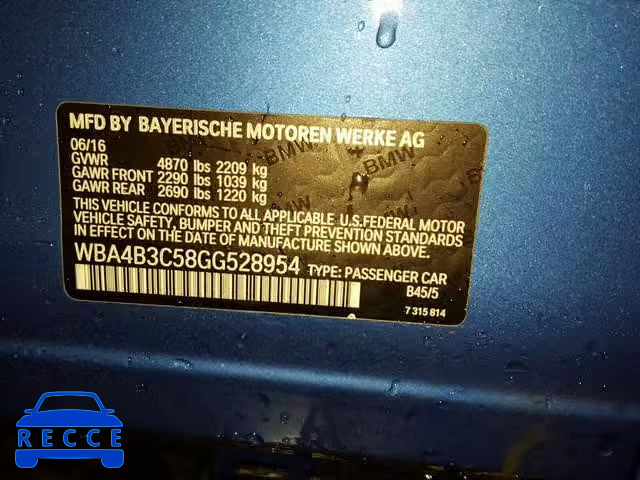 MFD BY BAYERISCHE MOTOREN WERKE AG
06/16
GVWR 4870 lbs 2209 kg
GAWR FRONT 2290 lbs 1039 kg
GAWR REAR 2690 lbs 1220 kg
THIS VEHICLE CONFORMS TO ALL APPLICABLE U.S.FEDERAL MOTOR
VEHICLE SAFETY, BUMPER AND THEFT PREVENTION STANDARDS
IN EFFECT ON THE DATE OF MANUFACTURE SHOWN ABOVE.
WBA4B3C58GG528954 TYPE: PASSENGER CAR
B45/5
7 315 814
BMW
BMW
RECCE